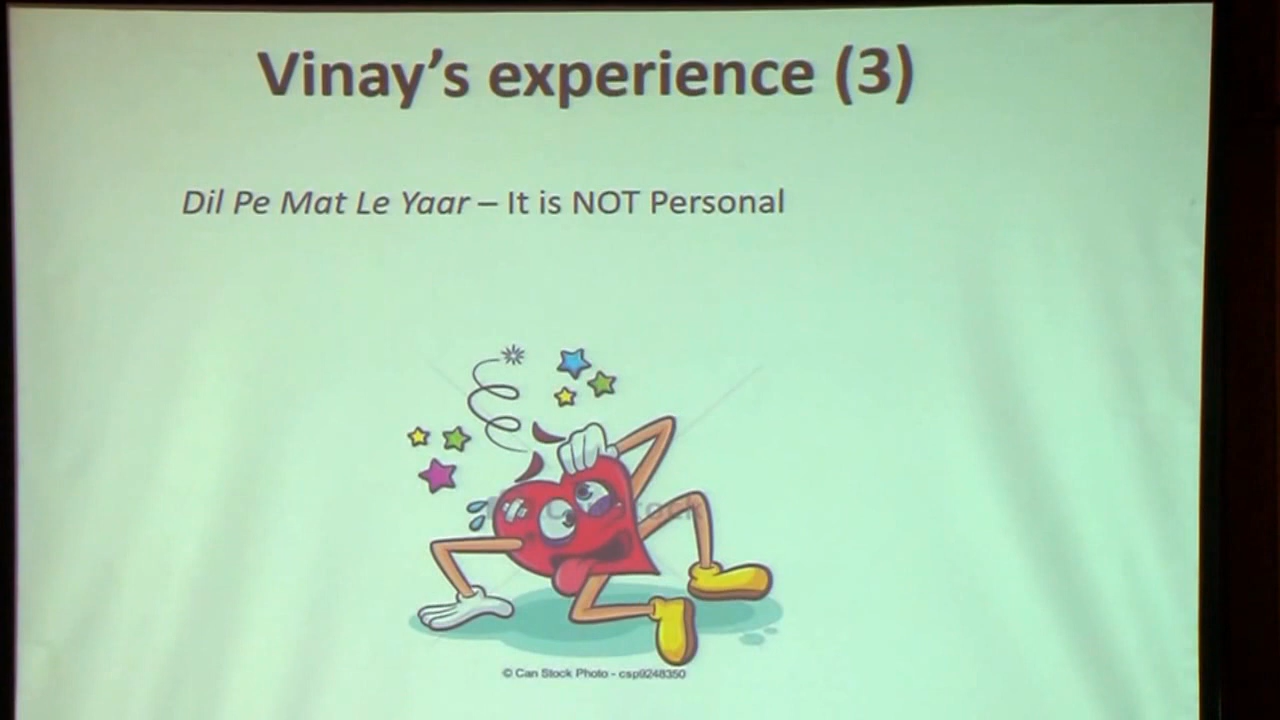 Vinay's experience (3)
Dil Pe Mat Le Yaar – It is NOT Personal
© Can Stock Photo - csp9248350